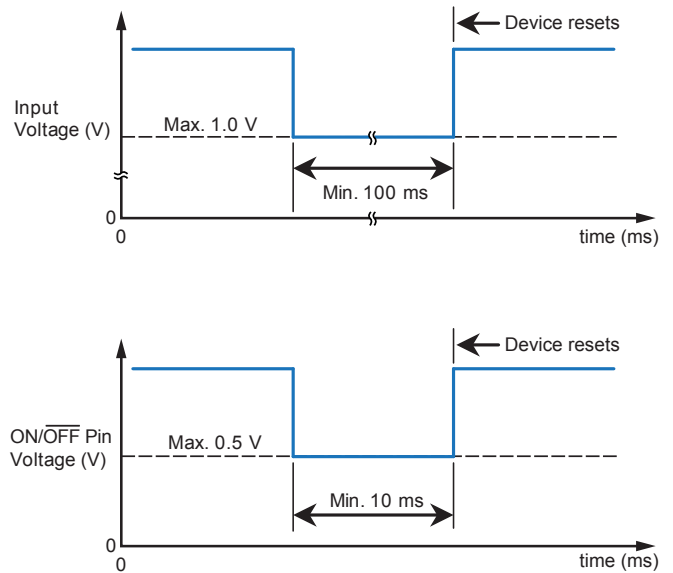 Device resets
Input
Voltage (V)
Max. 1.0 V
Min. 100 ms
0
0
time (ms)
Device resets
ON/O̅F̅F̅ Pin
Voltage (V)
Max. 0.5 V
Min. 10 ms
0
0
time (ms)